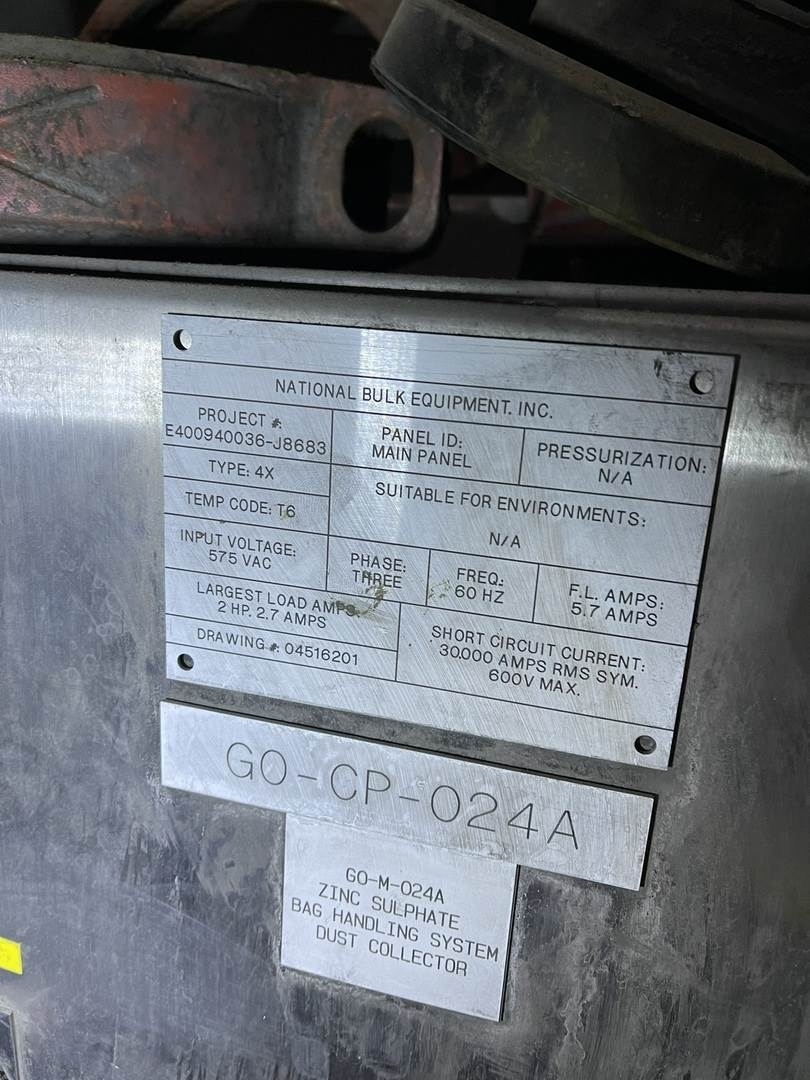 NATIONAL BULK EQUIPMENT, INC.
PROJECT #:
E400940036-J8683
PANEL ID:
MAIN PANEL
PRESSURIZATION:
N/A
TYPE: 4X
SUITABLE FOR ENVIRONMENTS:
N/A
TEMP CODE: T6
INPUT VOLTAGE:
575 VAC
PHASE:
THREE
FREQ:
60 HZ
F.L. AMPS:
5.7 AMPS
LARGEST LOAD AMPS:
2 HP, 2.7 AMPS
SHORT CIRCUIT CURRENT:
30,000 AMPS RMS SYM.
600V MAX.
DRAWING #: 04516201
GO-CP-024A
GO-M-024A
ZINC SULPHATE
BAG HANDLING SYSTEM
DUST COLLECTOR